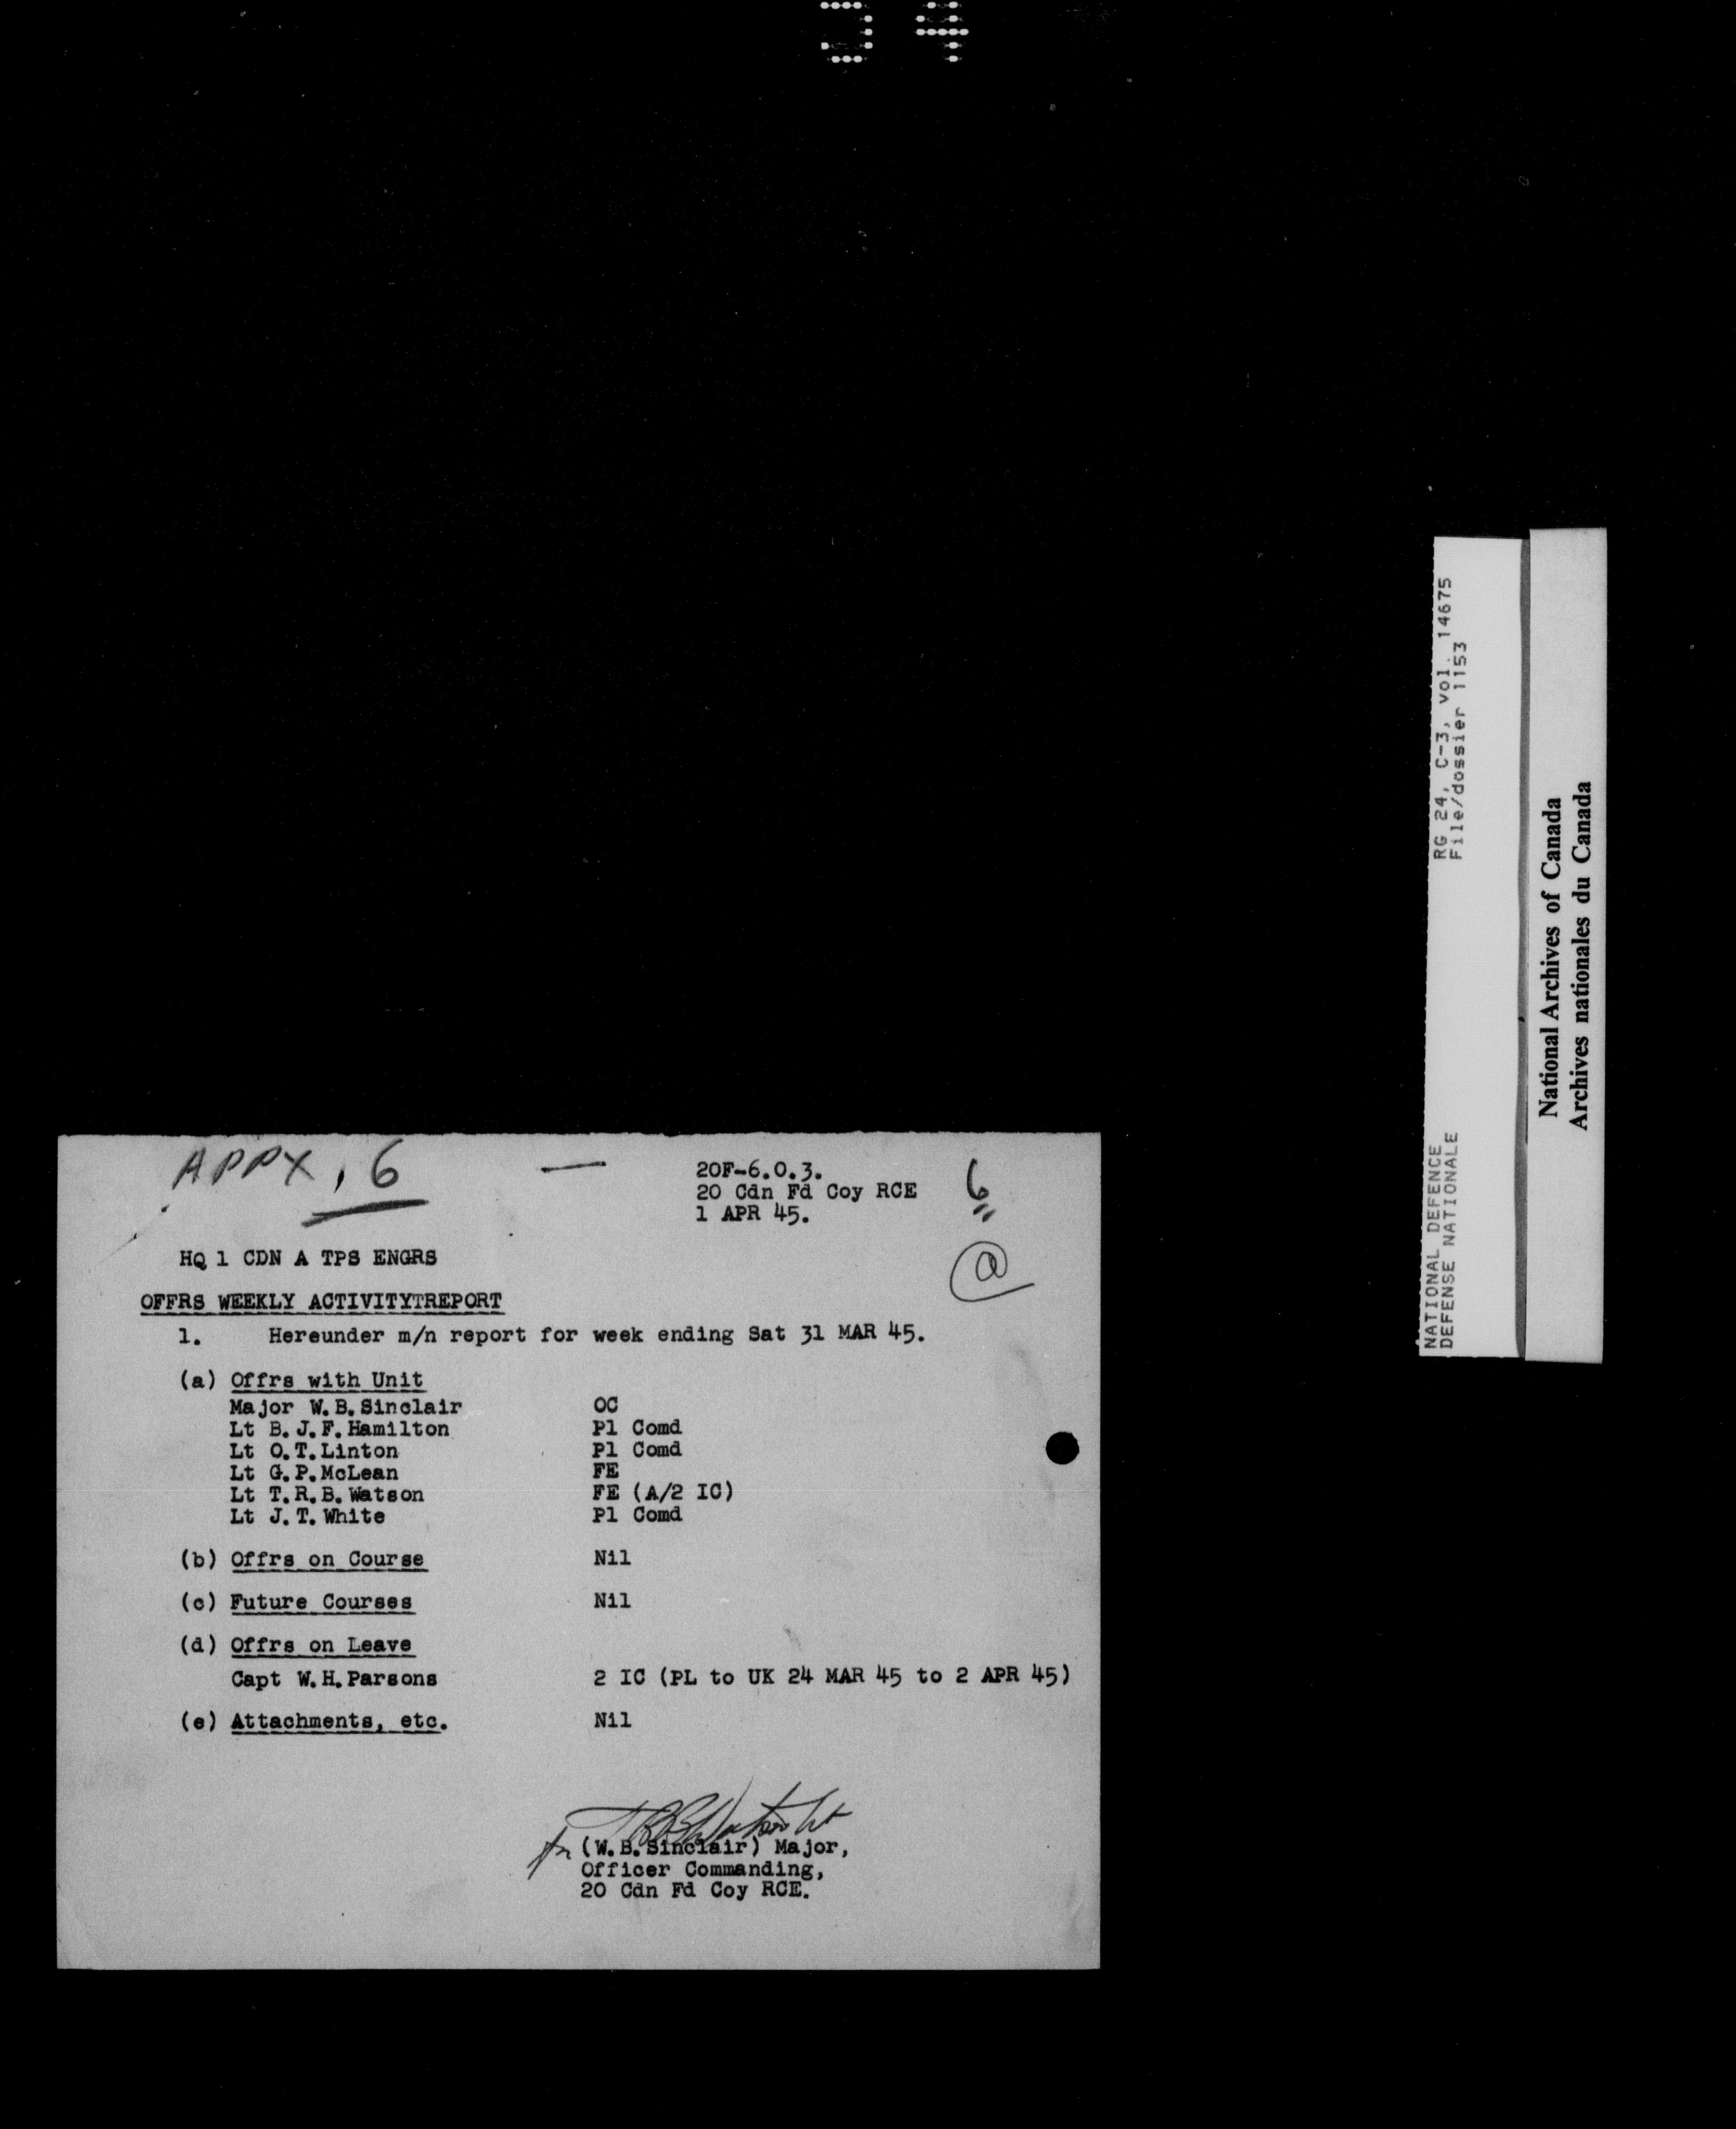 34
APPX. 6
20F-6.0.3.
20 Cdn Fd Coy RCE
1 APR 45.
6
a
HQ 1 CDN A TPS ENGRS
OFFRS WEEKLY ACTIVITYTREPORT
1. Hereunder m/n report for week ending Sat 31 MAR 45.
(a) Offrs with Unit
Major W.B.Sinclair OC
Lt B.J.F.Hamilton Pl Comd
Lt O.T.Linton Pl Comd
Lt G.P.McLean FE
Lt T.R.B.Watson FE (A/2 IC)
Lt J.T.White Pl Comd
(b) Offrs on Course Nil
(c) Future Courses Nil
(d) Offrs on Leave
Capt W.H.Parsons 2 IC (PL to UK 24 MAR 45 to 2 APR 45)
(e) Attachments, etc. Nil
TRBWatson Lt
for (W.B.Sinclair) Major,
Officer Commanding,
20 Cdn Fd Coy RCE.
NATIONAL DEFENCE RG 24, C-3, vol. 14675
DEFENSE NATIONALE File/dossier 1153
National Archives of Canada
Archives nationales du Canada